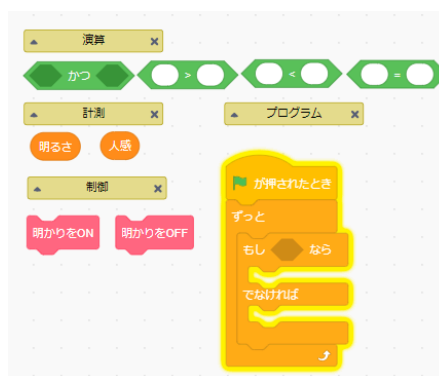 演算
かつ
>
<
=
計測
プログラム
明るさ
人感
制御
明かりをON
明かりをOFF
が押されたとき
ずっと
もし なら
でなければ